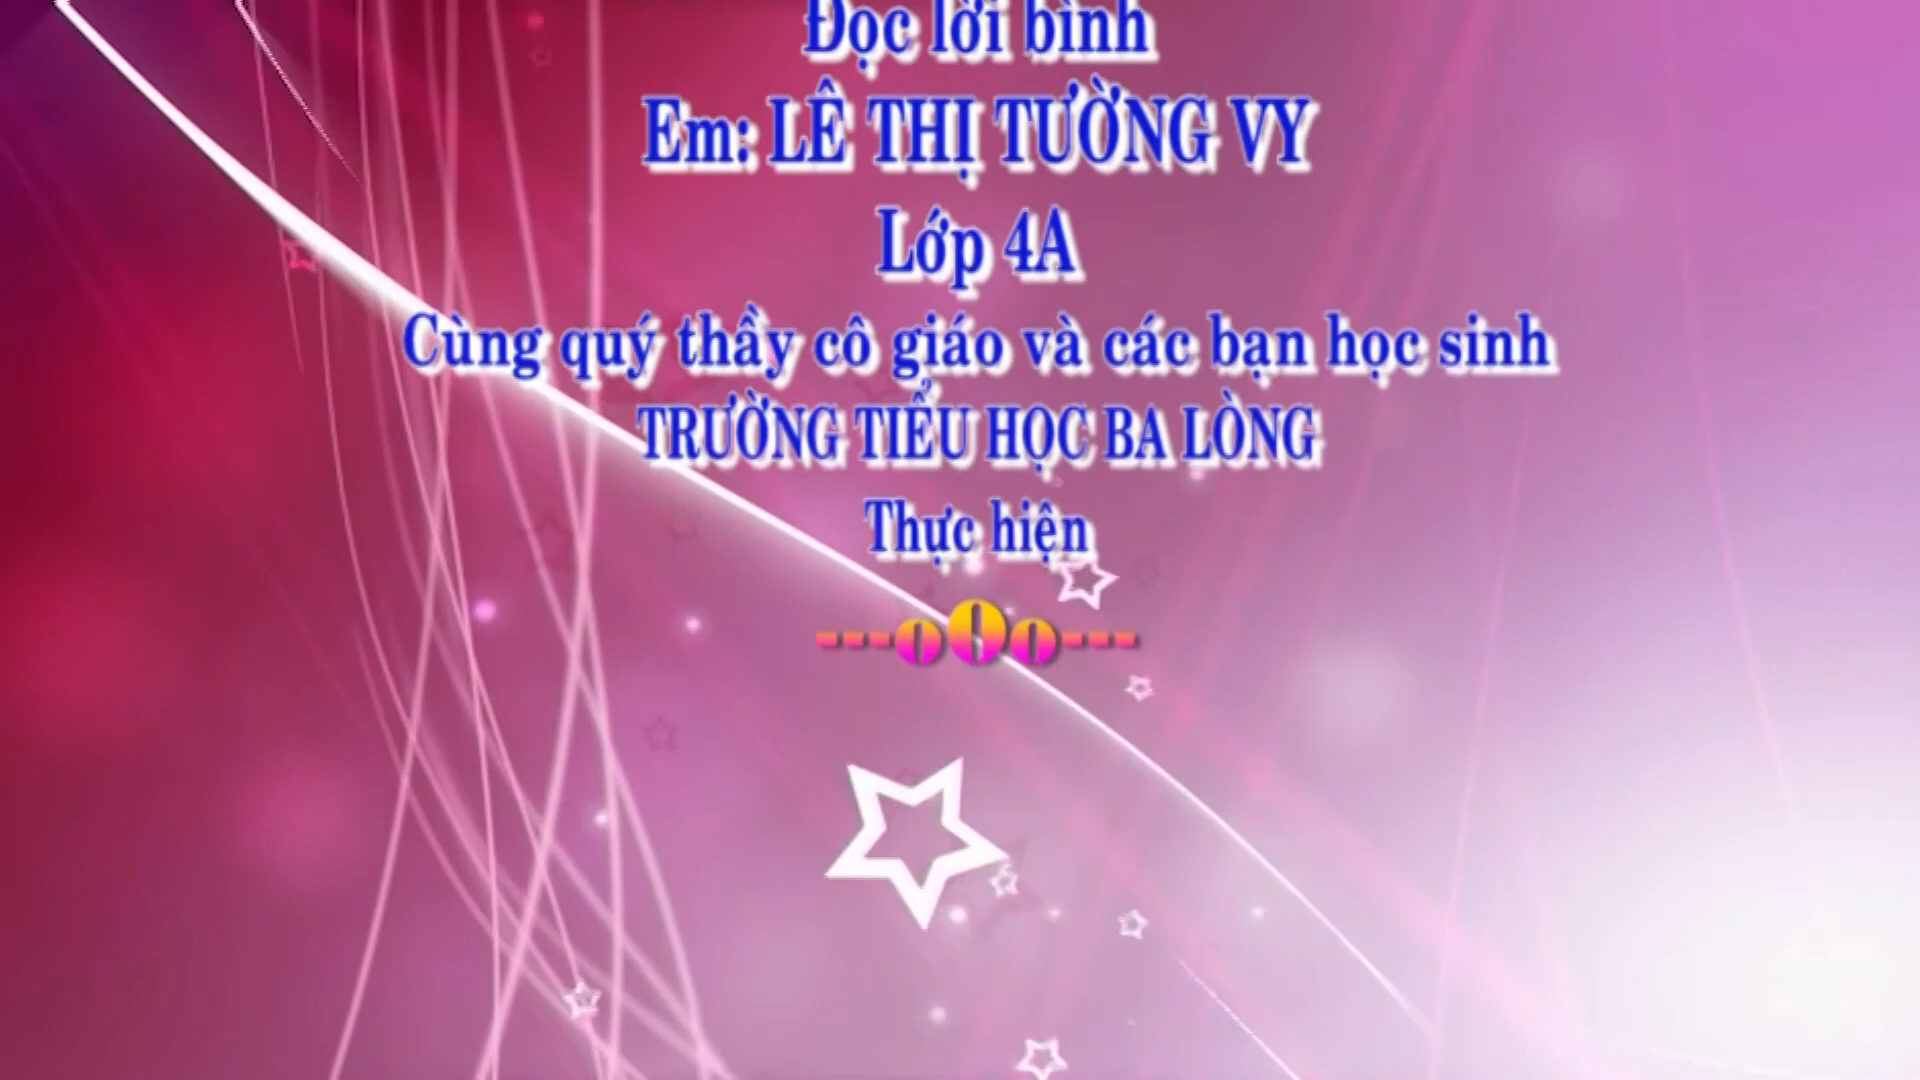 Đọc lời bình
Em: LÊ THỊ TƯỜNG VY
Lớp 4A
Cùng quý thầy cô giáo và các bạn học sinh
TRƯỜNG TIỂU HỌC BA LÒNG
Thực hiện
---oOo---